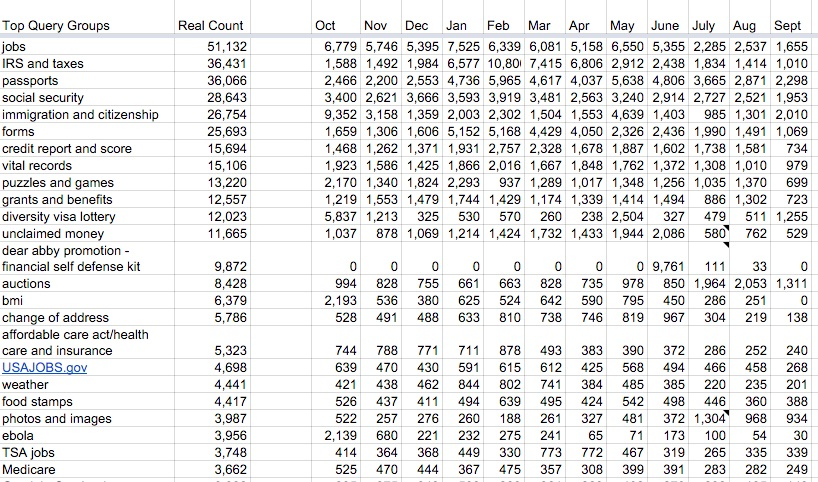 Top Query Groups Real Count Oct Nov Dec Jan Feb Mar Apr May June July Aug Sept
jobs 51,132 6,779 5,746 5,395 7,525 6,339 6,081 5,158 6,550 5,355 2,285 2,537 1,655
IRS and taxes 36,431 1,588 1,492 1,984 6,577 10,80 7,415 6,806 2,912 2,438 1,834 1,414 1,010
passports 36,066 2,466 2,200 2,553 4,736 5,965 4,617 4,037 5,638 4,806 3,665 2,871 2,298
social security 28,643 3,400 2,621 3,666 3,593 3,919 3,481 2,563 3,240 2,914 2,727 2,521 1,953
immigration and citizenship 26,754 9,352 3,158 1,359 2,003 2,302 1,504 1,553 4,639 1,403 985 1,301 2,010
forms 25,693 1,659 1,306 1,606 5,152 5,168 4,429 4,050 2,326 2,436 1,990 1,491 1,069
credit report and score 15,694 1,468 1,262 1,371 1,931 2,757 2,328 1,678 1,887 1,602 1,738 1,581 734
vital records 15,106 1,923 1,586 1,425 1,866 2,016 1,667 1,848 1,762 1,372 1,308 1,010 979
puzzles and games 13,220 2,170 1,340 1,824 2,293 937 1,289 1,017 1,348 1,256 1,035 1,370 699
grants and benefits 12,557 1,219 1,553 1,479 1,744 1,429 1,174 1,339 1,414 1,494 886 1,302 723
diversity visa lottery 12,023 5,837 1,213 325 530 570 260 238 2,504 327 479 511 1,255
unclaimed money 11,665 1,037 878 1,069 1,214 1,424 1,732 1,433 1,944 2,086 580 762 529
dear abby promotion -
financial self defense kit 9,872 0 0 0 0 0 0 0 0 9,761 111 33 0
auctions 8,428 994 828 755 661 663 828 735 978 850 1,964 2,053 1,311
bmi 6,379 2,193 536 380 625 524 642 590 795 450 286 251 0
change of address 5,786 528 491 488 633 810 738 746 819 967 304 219 138
affordable care act/health
care and insurance 5,323 744 788 771 711 878 493 383 390 372 286 252 240
USAJOBS.gov 4,698 639 470 430 591 615 612 425 568 494 466 458 268
weather 4,441 421 438 462 844 802 741 384 485 385 220 235 201
food stamps 4,417 526 437 411 494 639 495 424 542 498 446 360 388
photos and images 3,987 522 257 276 260 188 261 327 481 372 1,304 968 934
ebola 3,956 2,139 680 221 232 275 241 65 71 173 100 54 30
TSA jobs 3,748 414 364 368 449 330 773 772 467 319 265 335 339
Medicare 3,662 525 470 444 367 475 357 308 399 391 283 282 249